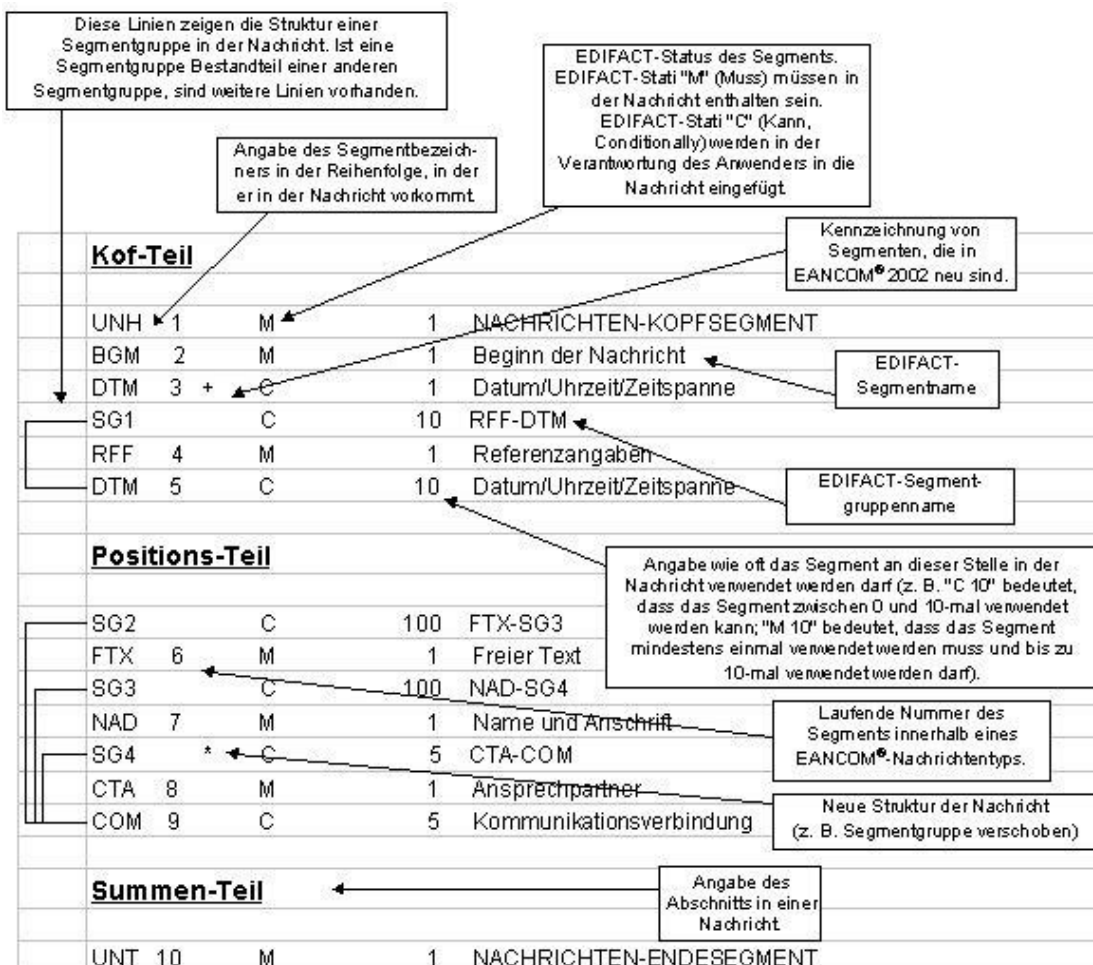 Diese Linien zeigen die Struktur einer
Segmentgruppe in der Nachricht. Ist eine
Segmentgruppe Bestandteil einer anderen
Segmentgruppe, sind weitere Linien vorhanden.
EDIFACT-Status des Segments.
EDIFACT-Stati "M" (Muss) müssen in
der Nachricht enthalten sein.
EDIFACT-Stati "C" (Kann,
Conditionally) werden in der
Verantwortung des Anwenders in die
Nachricht eingefügt.
Angabe des Segmentbezeich-
ners in der Reihenfolge, in der
er in der Nachricht vorkommt.
Kennzeichnung von
Segmenten, die in
EANCOM® 2002 neu sind.
Kof-Teil
UNH 1 M 1 NACHRICHTEN-KOPFSEGMENT
BGM 2 M 1 Beginn der Nachricht
EDIFACT-
Segmentname
DTM 3 + C 1 Datum/Uhrzeit/Zeitspanne
SG1 C 10 RFF-DTM
RFF 4 M 1 Referenzangaben
DTM 5 C 10 Datum/Uhrzeit/Zeitspanne
EDIFACT-Segment-
gruppenname
Positions-Teil
Angabe wie oft das Segment an dieser Stelle in der
Nachricht verwendet werden darf (z. B. "C 10" bedeutet,
dass das Segment zwischen 0 und 10-mal verwendet
werden kann; "M 10" bedeutet, dass das Segment
mindestens einmal verwendet werden muss und bis zu
10-mal verwendet werden darf).
SG2 C 100 FTX-SG3
FTX 6 M 1 Freier Text
SG3 C 100 NAD-SG4
NAD 7 M 1 Name und Anschrift
Laufende Nummer des
Segments innerhalb eines
EANCOM®-Nachrichtentyps.
SG4 * C 5 CTA-COM
CTA 8 M 1 Ansprechpartner
COM 9 C 5 Kommunikationsverbindung
Neue Struktur der Nachricht
(z. B. Segmentgruppe verschoben)
Summen-Teil
Angabe des
Abschnitts in einer
Nachricht.
UNT 10 M 1 NACHRICHTEN-ENDESEGMENT